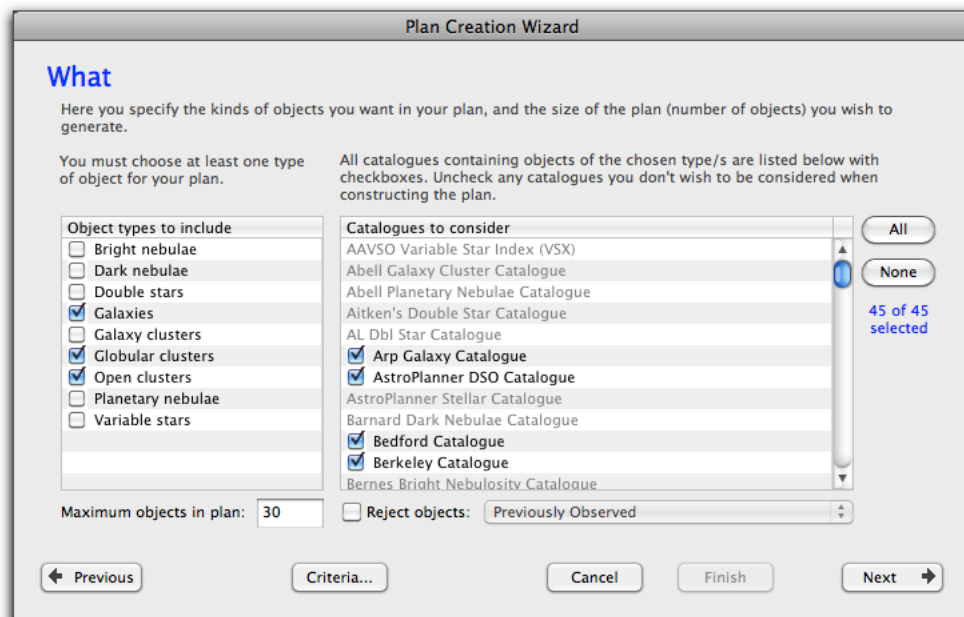 Plan Creation Wizard
What
Here you specify the kinds of objects you want in your plan, and the size of the plan (number of objects) you wish to
generate.
You must choose at least one type
of object for your plan.
All catalogues containing objects of the chosen type/s are listed below with
checkboxes. Uncheck any catalogues you don't wish to be considered when
constructing the plan.
Object types to include
Bright nebulae
Dark nebulae
Double stars
Galaxies
Galaxy clusters
Globular clusters
Open clusters
Planetary nebulae
Variable stars
Catalogues to consider
AAVSO Variable Star Index (VSX)
Abell Galaxy Cluster Catalogue
Abell Planetary Nebulae Catalogue
Aitken's Double Star Catalogue
AL Dbl Star Catalogue
Arp Galaxy Catalogue
AstroPlanner DSO Catalogue
AstroPlanner Stellar Catalogue
Barnard Dark Nebulae Catalogue
Bedford Catalogue
Berkeley Catalogue
Bernes Bright Nebulosity Catalogue
All
None
45 of 45
selected
Maximum objects in plan: 30
Reject objects: Previously Observed
Previous
Criteria...
Cancel
Finish
Next